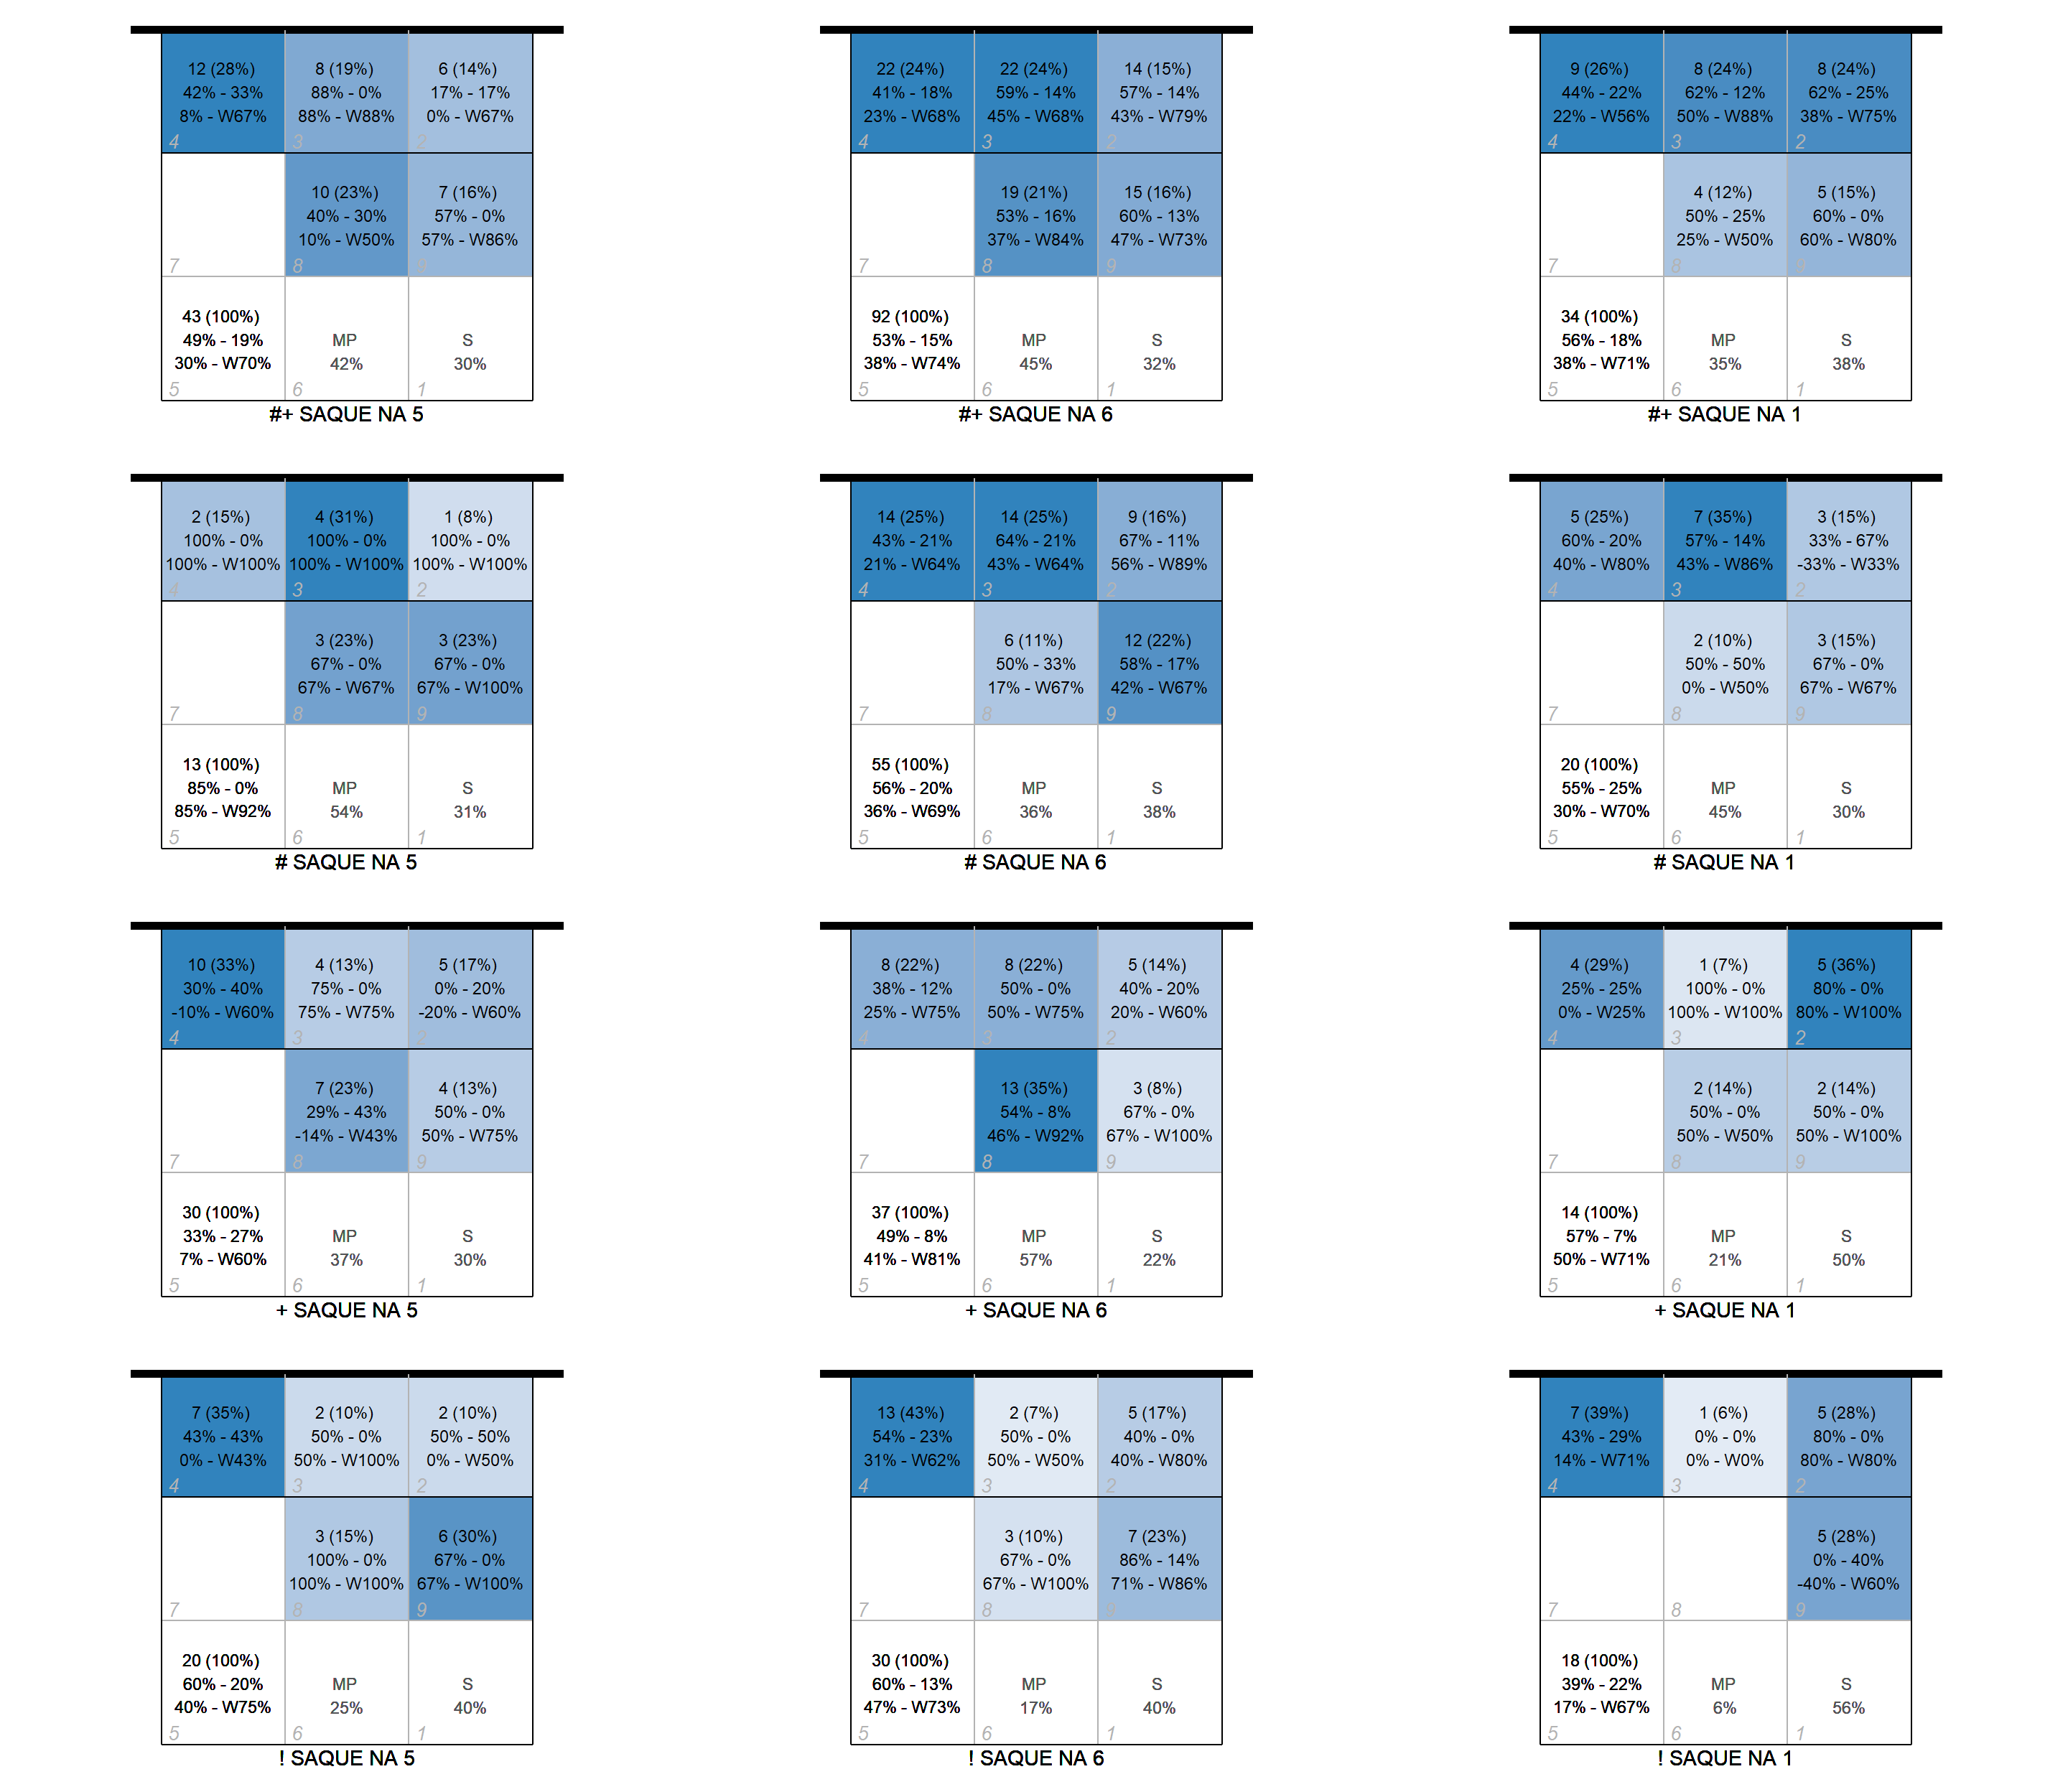 12 (28%)
42% - 33%
8% - W67%
4
8 (19%)
88% - 0%
88% - W88%
3
6 (14%)
17% - 17%
0% - W67%
2
7
10 (23%)
40% - 30%
10% - W50%
8
7 (16%)
57% - 0%
57% - W86%
9
43 (100%)
49% - 19%
30% - W70%
5
MP
42%
6
S
30%
1
#+ SAQUE NA 5
22 (24%)
41% - 18%
23% - W68%
4
22 (24%)
59% - 14%
45% - W68%
3
14 (15%)
57% - 14%
43% - W79%
2
7
19 (21%)
53% - 16%
37% - W84%
8
15 (16%)
60% - 13%
47% - W73%
9
92 (100%)
53% - 15%
38% - W74%
5
MP
45%
6
S
32%
1
#+ SAQUE NA 6
9 (26%)
44% - 22%
22% - W56%
4
8 (24%)
62% - 12%
50% - W88%
3
8 (24%)
62% - 25%
38% - W75%
2
7
4 (12%)
50% - 25%
25% - W50%
8
5 (15%)
60% - 0%
60% - W80%
9
34 (100%)
56% - 18%
38% - W71%
5
MP
35%
6
S
38%
1
#+ SAQUE NA 1
2 (15%)
100% - 0%
100% - W100%
4
4 (31%)
100% - 0%
100% - W100%
3
1 (8%)
100% - 0%
100% - W100%
2
7
3 (23%)
67% - 0%
67% - W67%
8
3 (23%)
67% - 0%
67% - W100%
9
13 (100%)
85% - 0%
85% - W92%
5
MP
54%
6
S
31%
1
# SAQUE NA 5
14 (25%)
43% - 21%
21% - W64%
4
14 (25%)
64% - 21%
43% - W64%
3
9 (16%)
67% - 11%
56% - W89%
2
7
6 (11%)
50% - 33%
17% - W67%
8
12 (22%)
58% - 17%
42% - W67%
9
55 (100%)
56% - 20%
36% - W69%
5
MP
36%
6
S
38%
1
# SAQUE NA 6
5 (25%)
60% - 20%
40% - W80%
4
7 (35%)
57% - 14%
43% - W86%
3
3 (15%)
33% - 67%
-33% - W33%
2
7
2 (10%)
50% - 50%
0% - W50%
8
3 (15%)
67% - 0%
67% - W67%
9
20 (100%)
55% - 25%
30% - W70%
5
MP
45%
6
S
30%
1
# SAQUE NA 1
10 (33%)
30% - 40%
-10% - W60%
4
4 (13%)
75% - 0%
75% - W75%
3
5 (17%)
0% - 20%
-20% - W60%
2
7
7 (23%)
29% - 43%
-14% - W43%
8
4 (13%)
50% - 0%
50% - W75%
9
30 (100%)
33% - 27%
7% - W60%
5
MP
37%
6
S
30%
1
+ SAQUE NA 5
8 (22%)
38% - 12%
25% - W75%
4
8 (22%)
50% - 0%
50% - W75%
3
5 (14%)
40% - 20%
20% - W60%
2
7
13 (35%)
54% - 8%
46% - W92%
8
3 (8%)
67% - 0%
67% - W100%
9
37 (100%)
49% - 8%
41% - W81%
5
MP
57%
6
S
22%
1
+ SAQUE NA 6
4 (29%)
25% - 25%
0% - W25%
4
1 (7%)
100% - 0%
100% - W100%
3
5 (36%)
80% - 0%
80% - W100%
2
7
2 (14%)
50% - 0%
50% - W50%
8
2 (14%)
50% - 0%
50% - W100%
9
14 (100%)
57% - 7%
50% - W71%
5
MP
21%
6
S
50%
1
+ SAQUE NA 1
7 (35%)
43% - 43%
0% - W43%
4
2 (10%)
50% - 0%
50% - W100%
3
2 (10%)
50% - 50%
0% - W50%
2
7
3 (15%)
100% - 0%
100% - W100%
8
6 (30%)
67% - 0%
67% - W100%
9
20 (100%)
60% - 20%
40% - W75%
5
MP
25%
6
S
40%
1
! SAQUE NA 5
13 (43%)
54% - 23%
31% - W62%
4
2 (7%)
50% - 0%
50% - W50%
3
5 (17%)
40% - 0%
40% - W80%
2
7
3 (10%)
67% - 0%
67% - W100%
8
7 (23%)
86% - 14%
71% - W86%
9
30 (100%)
60% - 13%
47% - W73%
5
MP
17%
6
S
40%
1
! SAQUE NA 6
7 (39%)
43% - 29%
14% - W71%
4
1 (6%)
0% - 0%
0% - W0%
3
5 (28%)
80% - 0%
80% - W80%
2
7
8
5 (28%)
0% - 40%
-40% - W60%
9
18 (100%)
39% - 22%
17% - W67%
5
MP
6%
6
S
56%
1
! SAQUE NA 1